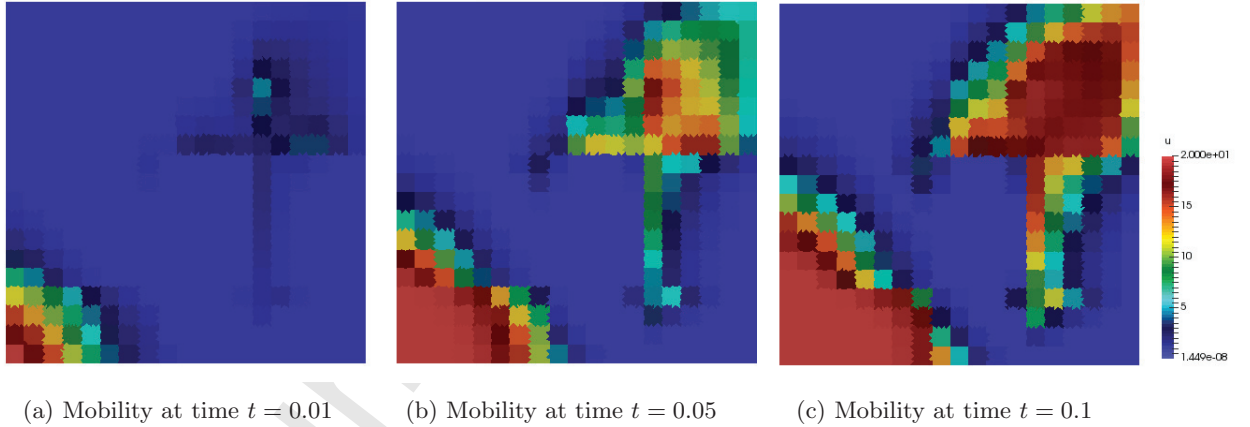 u
2.000e+01
15
10
5
1.449e-08
(a) Mobility at time t = 0.01
(b) Mobility at time t = 0.05
(c) Mobility at time t = 0.1